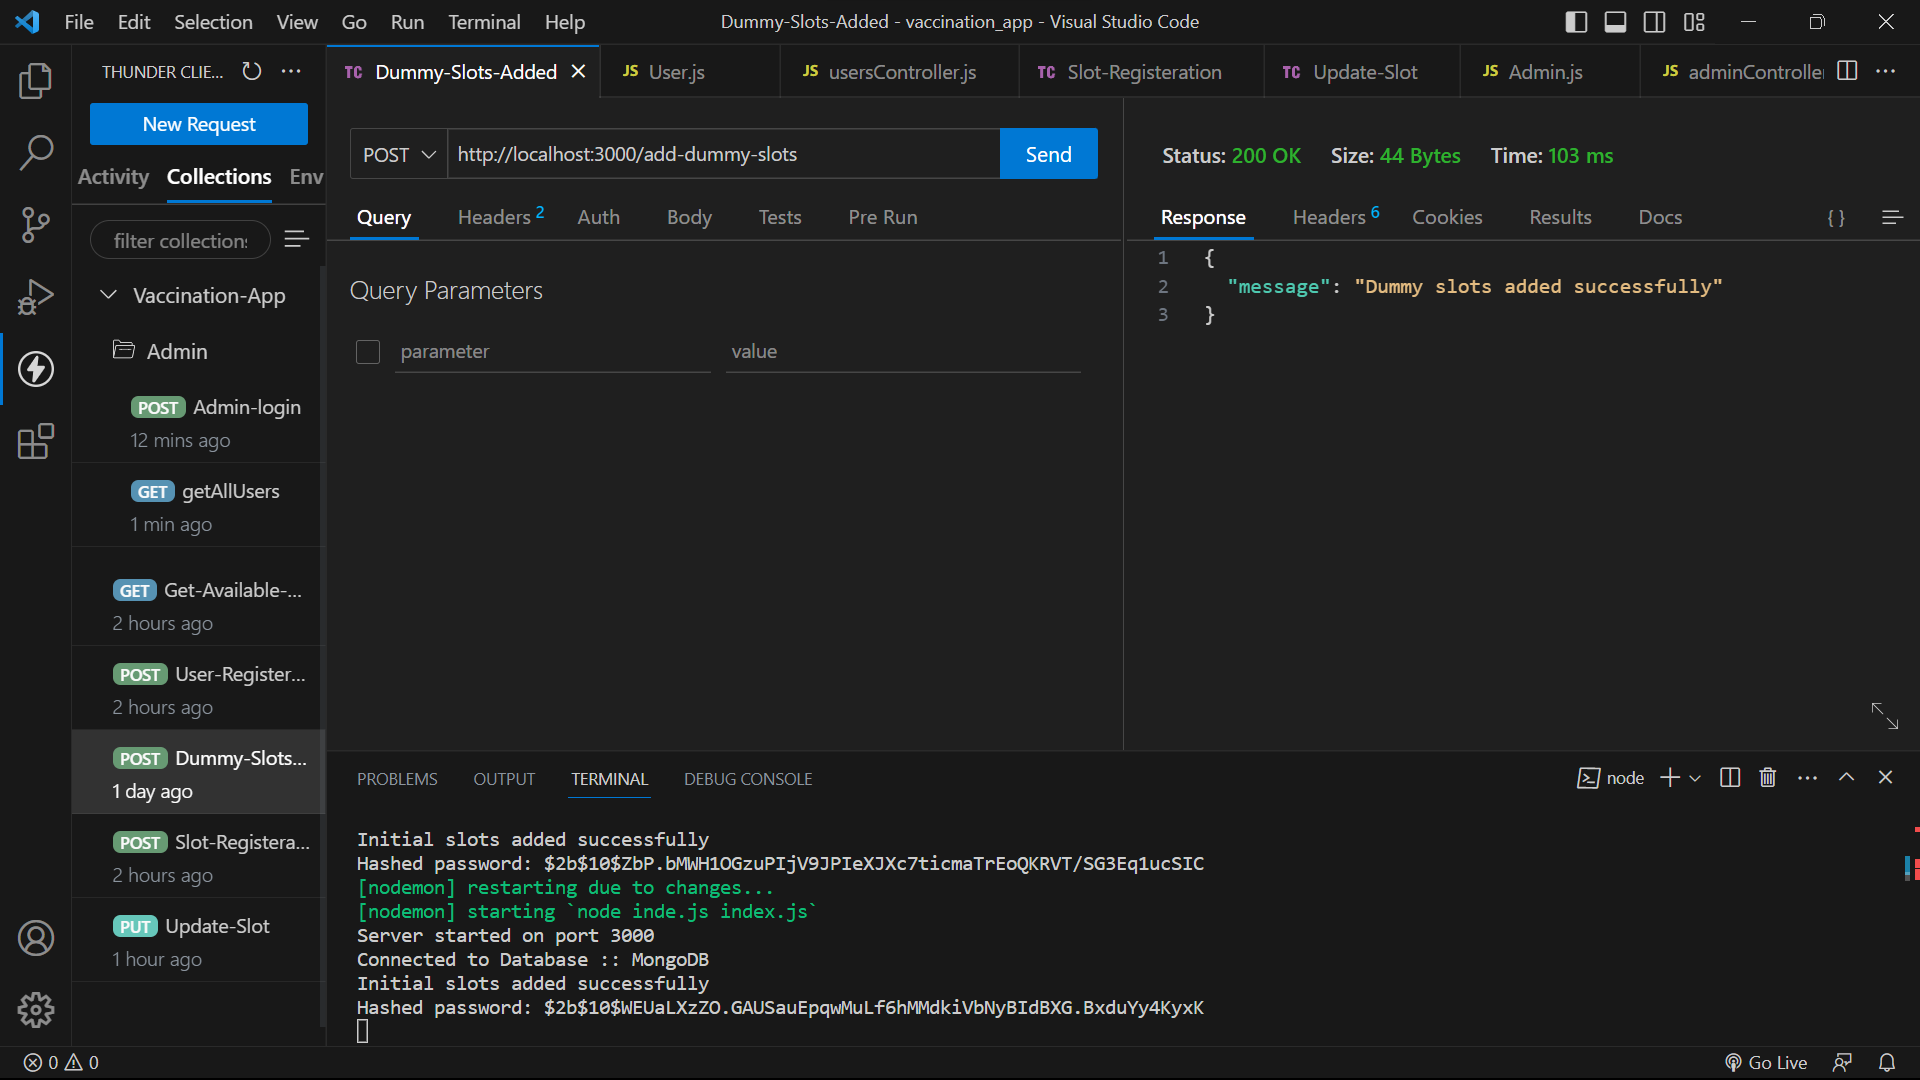 File Edit Selection View Go Run Terminal Help Dummy-Slots-Added - vaccination_app - Visual Studio Code
THUNDER CLIE...
TC Dummy-Slots-Added JS User.js JS usersController.js TC Slot-Registeration TC Update-Slot JS Admin.js JS adminController
New Request
Activity Collections Env
filter collections
Vaccination-App
Admin
POST Admin-login
12 mins ago
GET getAllUsers
1 min ago
GET Get-Available-...
2 hours ago
POST User-Register...
2 hours ago
POST Dummy-Slots...
1 day ago
POST Slot-Registera...
2 hours ago
PUT Update-Slot
1 hour ago
POST http://localhost:3000/add-dummy-slots Send
Query Headers 2 Auth Body Tests Pre Run
Query Parameters
parameter value
Status: 200 OK Size: 44 Bytes Time: 103 ms
Response Headers 6 Cookies Results Docs { }
1 {
2 "message": "Dummy slots added successfully"
3 }
PROBLEMS OUTPUT TERMINAL DEBUG CONSOLE node
Initial slots added successfully
Hashed password: $2b$10$ZbP.bMWH1OGzuPIjV9JPIeXJXc7ticmaTrEoQKRVT/SG3Eq1ucSIC
[nodemon] restarting due to changes...
[nodemon] starting `node inde.js index.js`
Server started on port 3000
Connected to Database :: MongoDB
Initial slots added successfully
Hashed password: $2b$10$WEUaLXzZO.GAUSauEpqwMuLf6hMMdkiVbNyBIdBXG.BxduYy4KyxK
0 0 Go Live